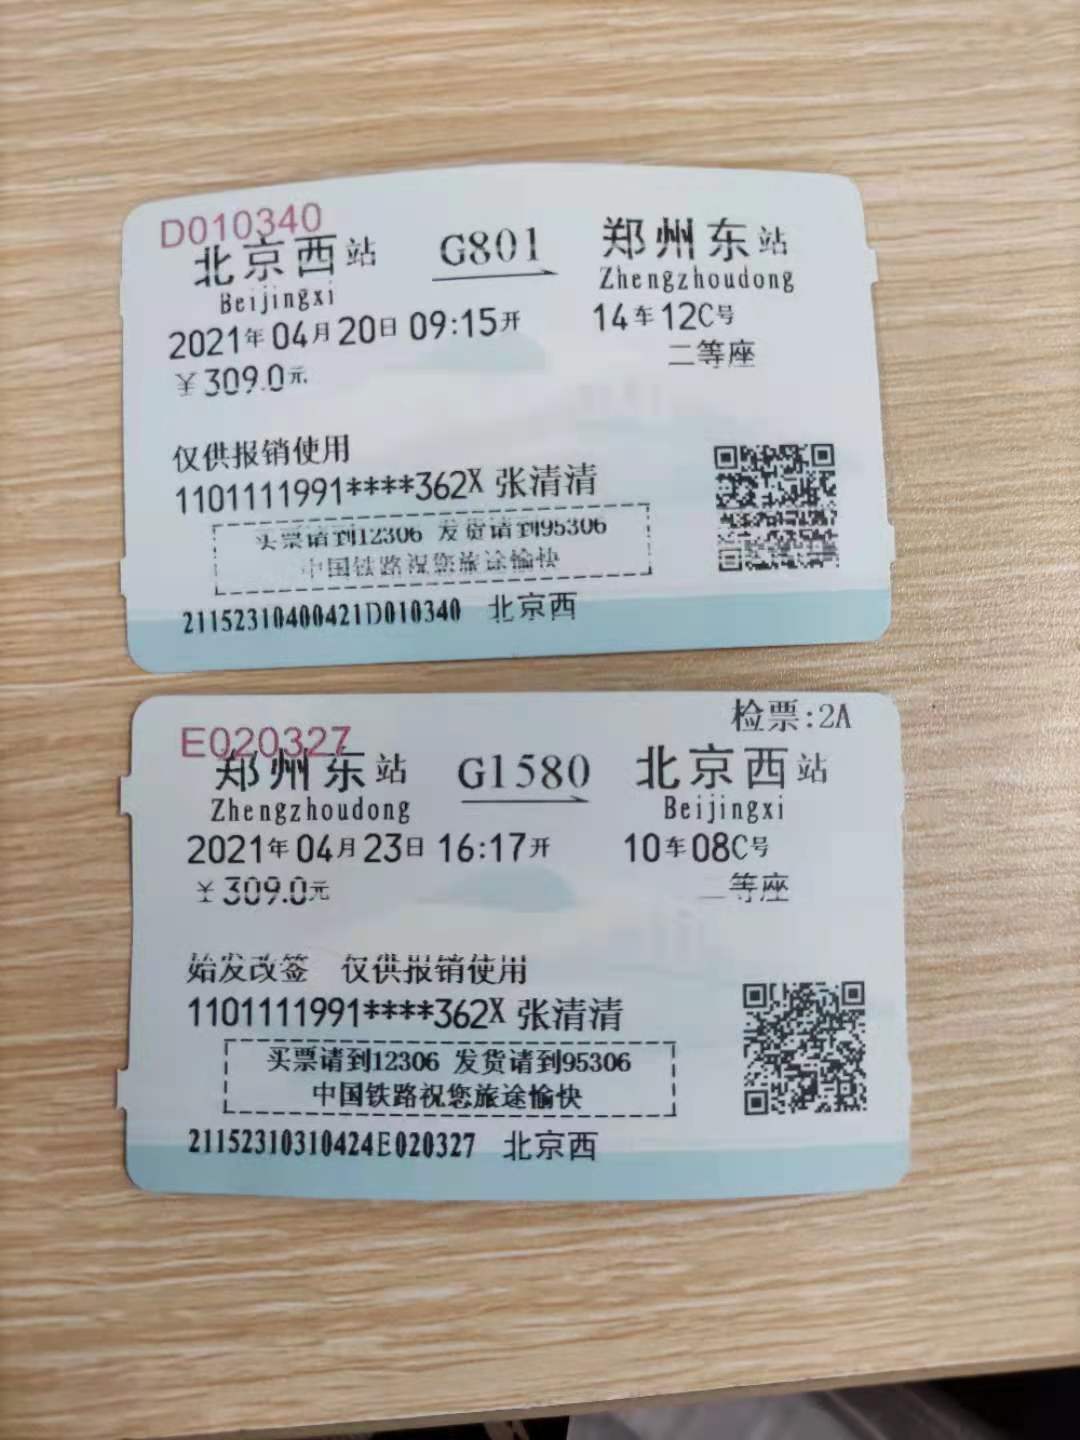 D010340
北京西站 G801 郑州东站
Beijingxi Zhengzhoudong
2021年04月20日 09:15开 14车12C号
￥309.0元 二等座
仅供报销使用
1101111991****362X 张清清
买票请到12306 发货请到95306
中国铁路祝您旅途愉快
21152310400421D010340 北京西
E020327 检票:2A
郑州东站 G1580 北京西站
Zhengzhoudong Beijingxi
2021年04月23日 16:17开 10车08C号
￥309.0元 二等座
始发改签 仅供报销使用
1101111991****362X 张清清
买票请到12306 发货请到95306
中国铁路祝您旅途愉快
21152310310424E020327 北京西